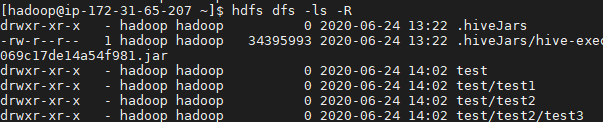 [hadoop@ip-172-31-65-207 ~]$ hdfs dfs -ls -R
drwxr-xr-x   - hadoop hadoop          0 2020-06-24 13:22 .hiveJars
-rw-r--r--   1 hadoop hadoop   34395993 2020-06-24 13:22 .hiveJars/hive-exec
069c17de14a54f981.jar
drwxr-xr-x   - hadoop hadoop          0 2020-06-24 14:02 test
drwxr-xr-x   - hadoop hadoop          0 2020-06-24 14:02 test/test1
drwxr-xr-x   - hadoop hadoop          0 2020-06-24 14:02 test/test2
drwxr-xr-x   - hadoop hadoop          0 2020-06-24 14:02 test/test2/test3